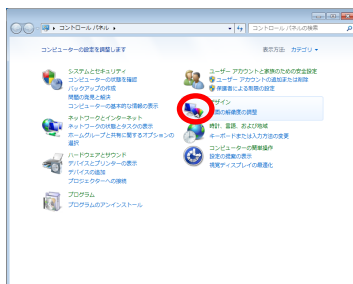 コントロール パネル
コントロール パネルの検索
コンピューターの設定を調整します
表示方法: カテゴリ
システムとセキュリティ
コンピューターの状態を確認
バックアップの作成
問題の発見と解決
コンピューターの基本的な情報の表示
ネットワークとインターネット
ネットワークの状態とタスクの表示
ホームグループと共有に関するオプションの
選択
ハードウェアとサウンド
デバイスとプリンターの表示
デバイスの追加
プロジェクターへの接続
プログラム
プログラムのアンインストール
ユーザー アカウントと家族のための安全設定
ユーザー アカウントの追加または削除
保護者による制限の設定
デザイン
面の解像度の調整
時計、言語、および地域
キーボードまたは入力方法の変更
コンピューターの簡単操作
設定の提案の表示
視覚ディスプレイの最適化